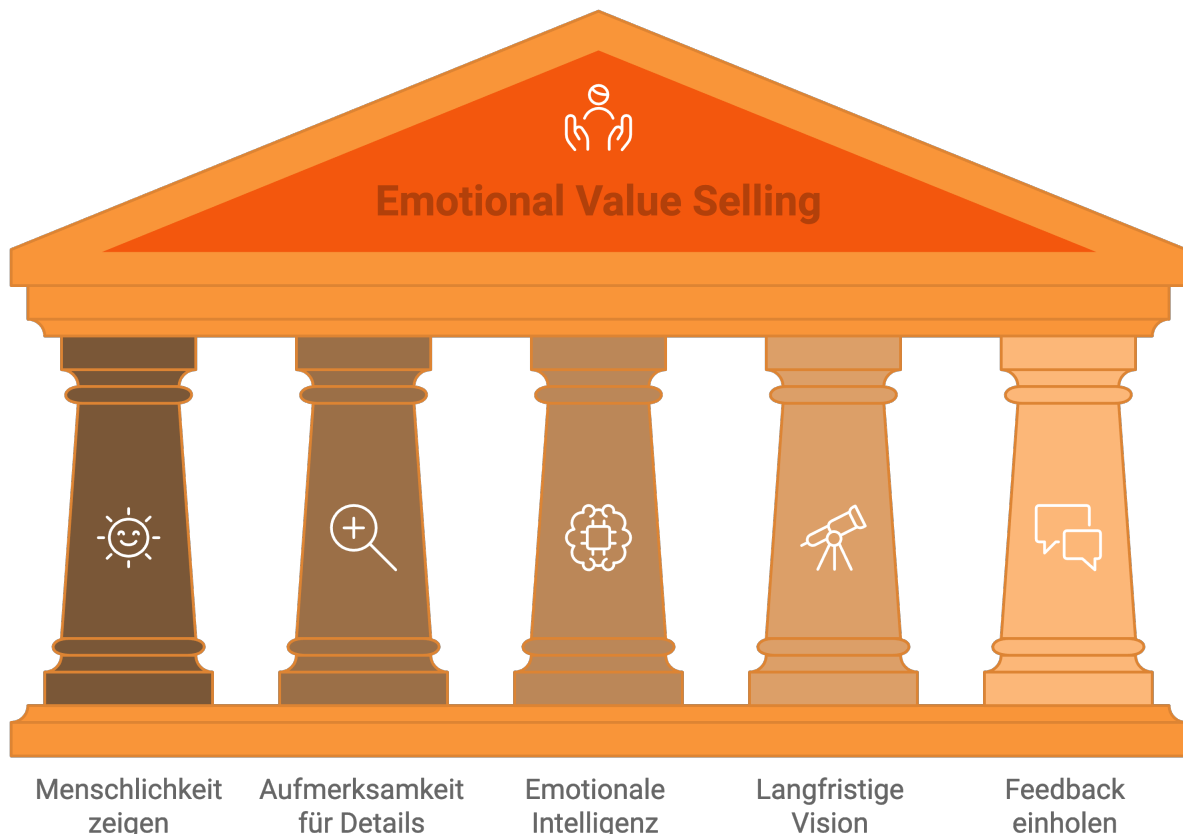 Emotional Value Selling
Menschlichkeit
zeigen
Aufmerksamkeit
für Details
Emotionale
Intelligenz
Langfristige
Vision
Feedback
einholen